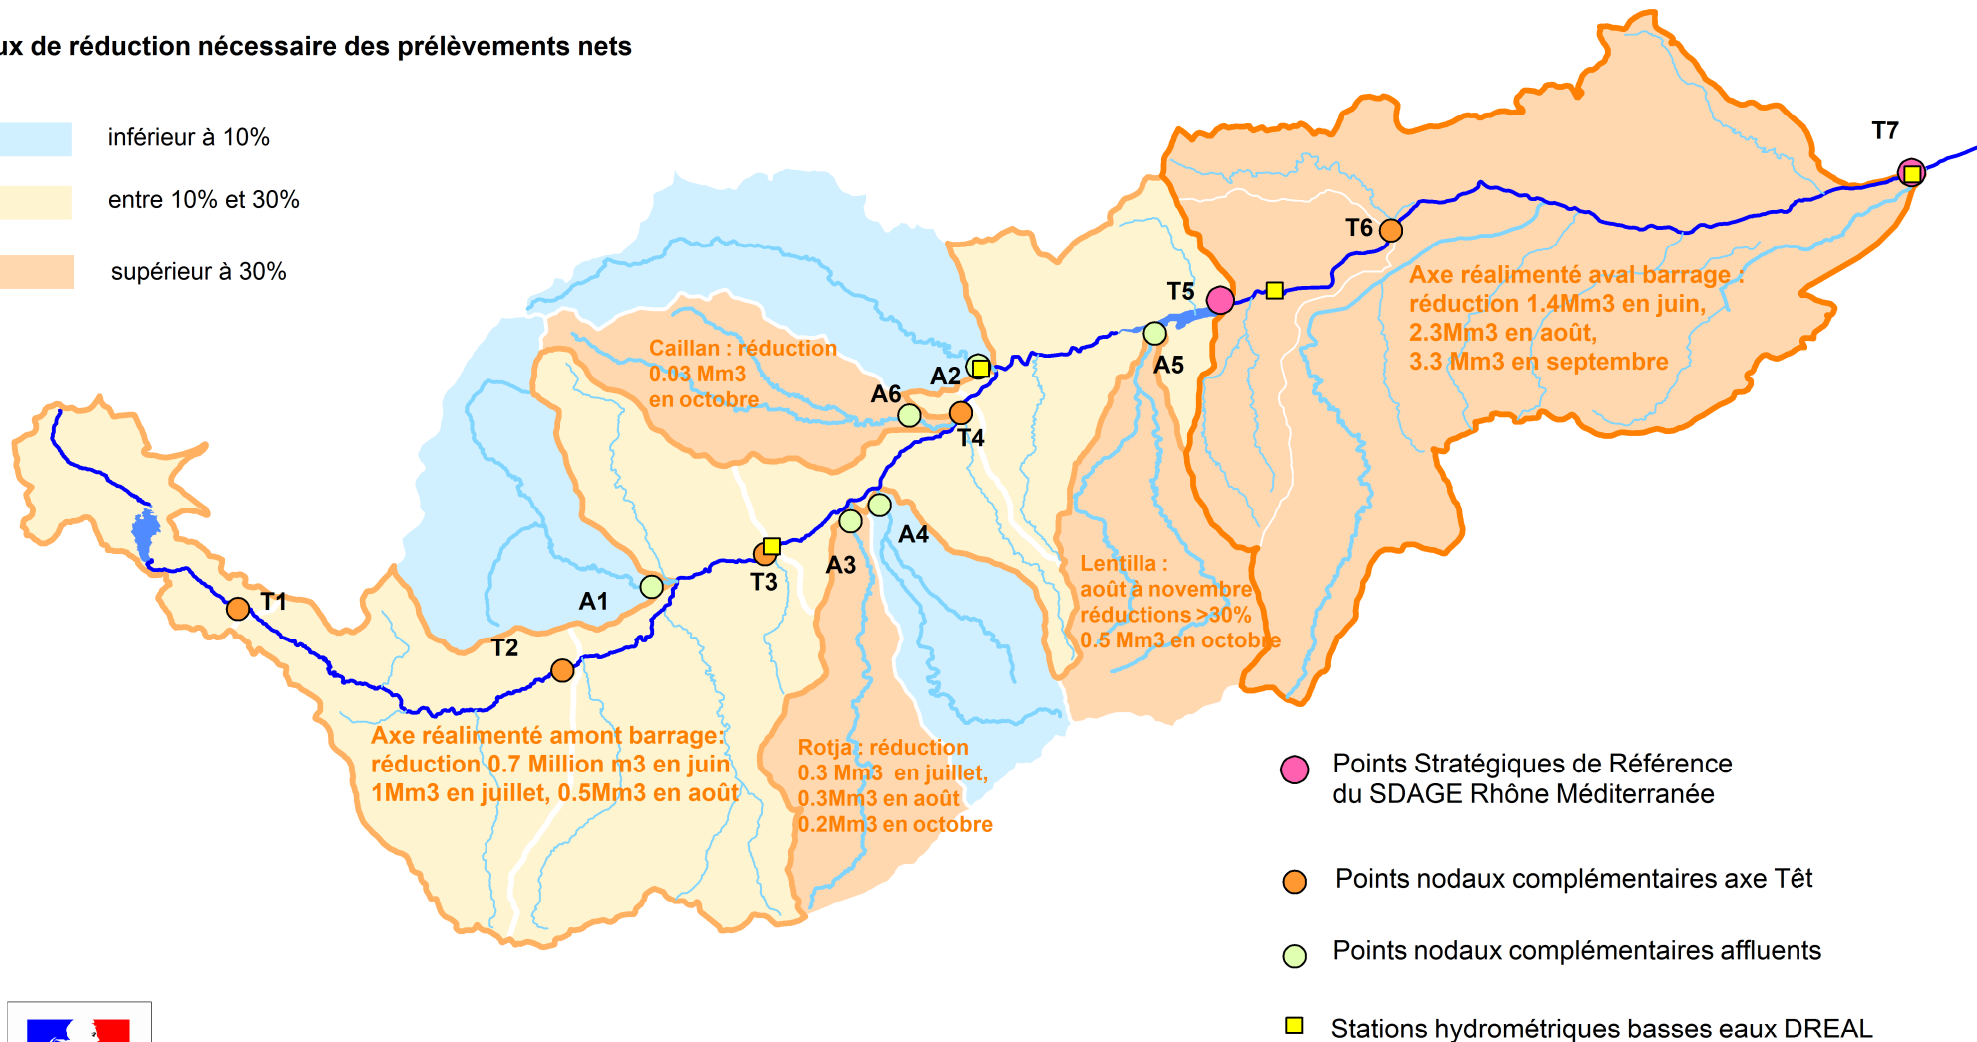 ux de réduction nécessaire des prélèvements nets
inférieur à 10%
entre 10% et 30%
supérieur à 30%
T7
T6
Axe réalimenté aval barrage :
réduction 1.4Mm3 en juin,
2.3Mm3 en août,
3.3 Mm3 en septembre
T5
A5
Caillan : réduction
0.03 Mm3
en octobre
A2
A6
T4
A4
A3
T3
A1
T1
T2
Lentilla :
août à novembre
réductions >30%
0.5 Mm3 en octobre
Axe réalimenté amont barrage:
réduction 0.7 Million m3 en juin
1Mm3 en juillet, 0.5Mm3 en août
Rotja : réduction
0.3 Mm3 en juillet,
0.3Mm3 en août
0.2Mm3 en octobre
Points Stratégiques de Référence
du SDAGE Rhône Méditerranée
Points nodaux complémentaires axe Têt
Points nodaux complémentaires affluents
Stations hydrométriques basses eaux DREAL